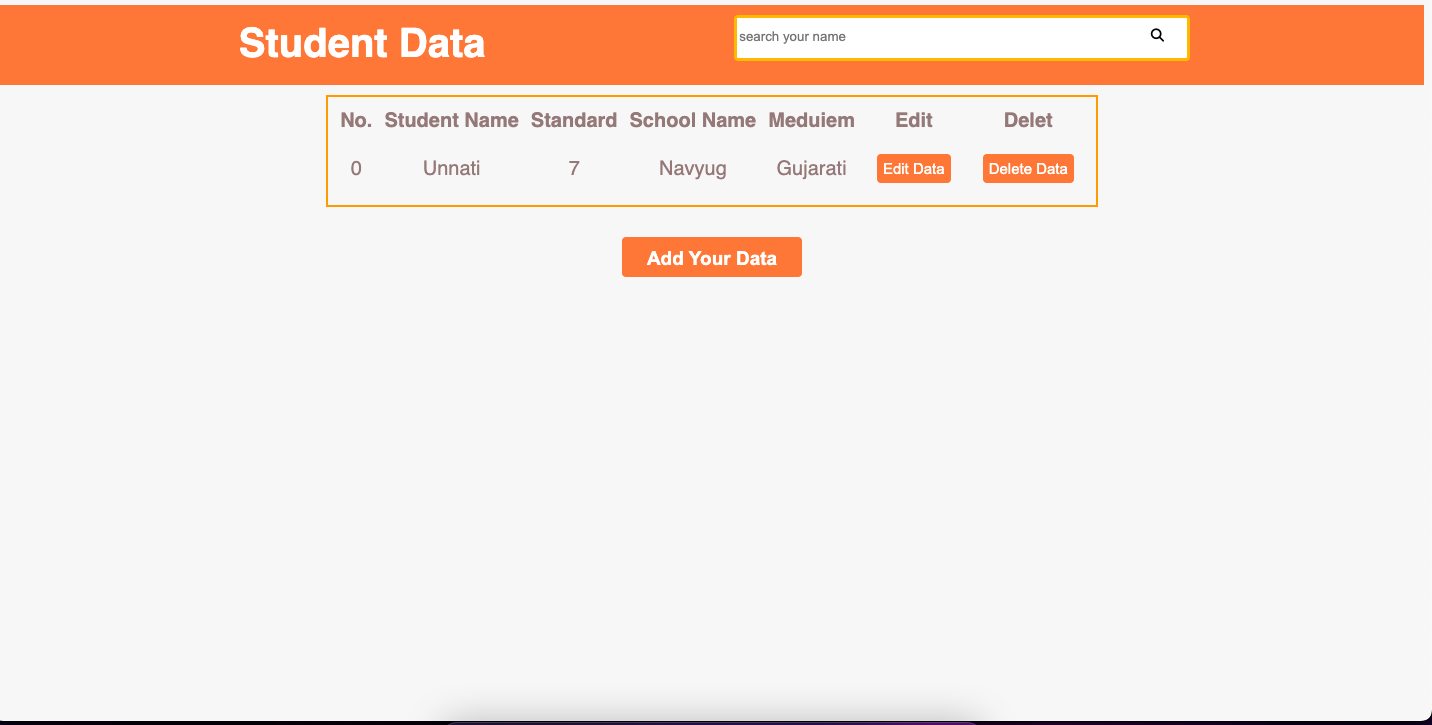 Student Data
search your name
No. Student Name Standard School Name Meduiem Edit Delet
0 Unnati 7 Navyug Gujarati Edit Data Delete Data
Add Your Data